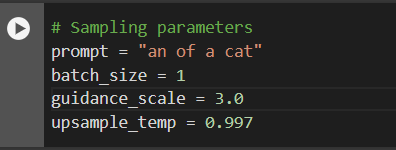 # Sampling parameters
prompt = "an of a cat"
batch_size = 1
guidance_scale = 3.0
upsample_temp = 0.997